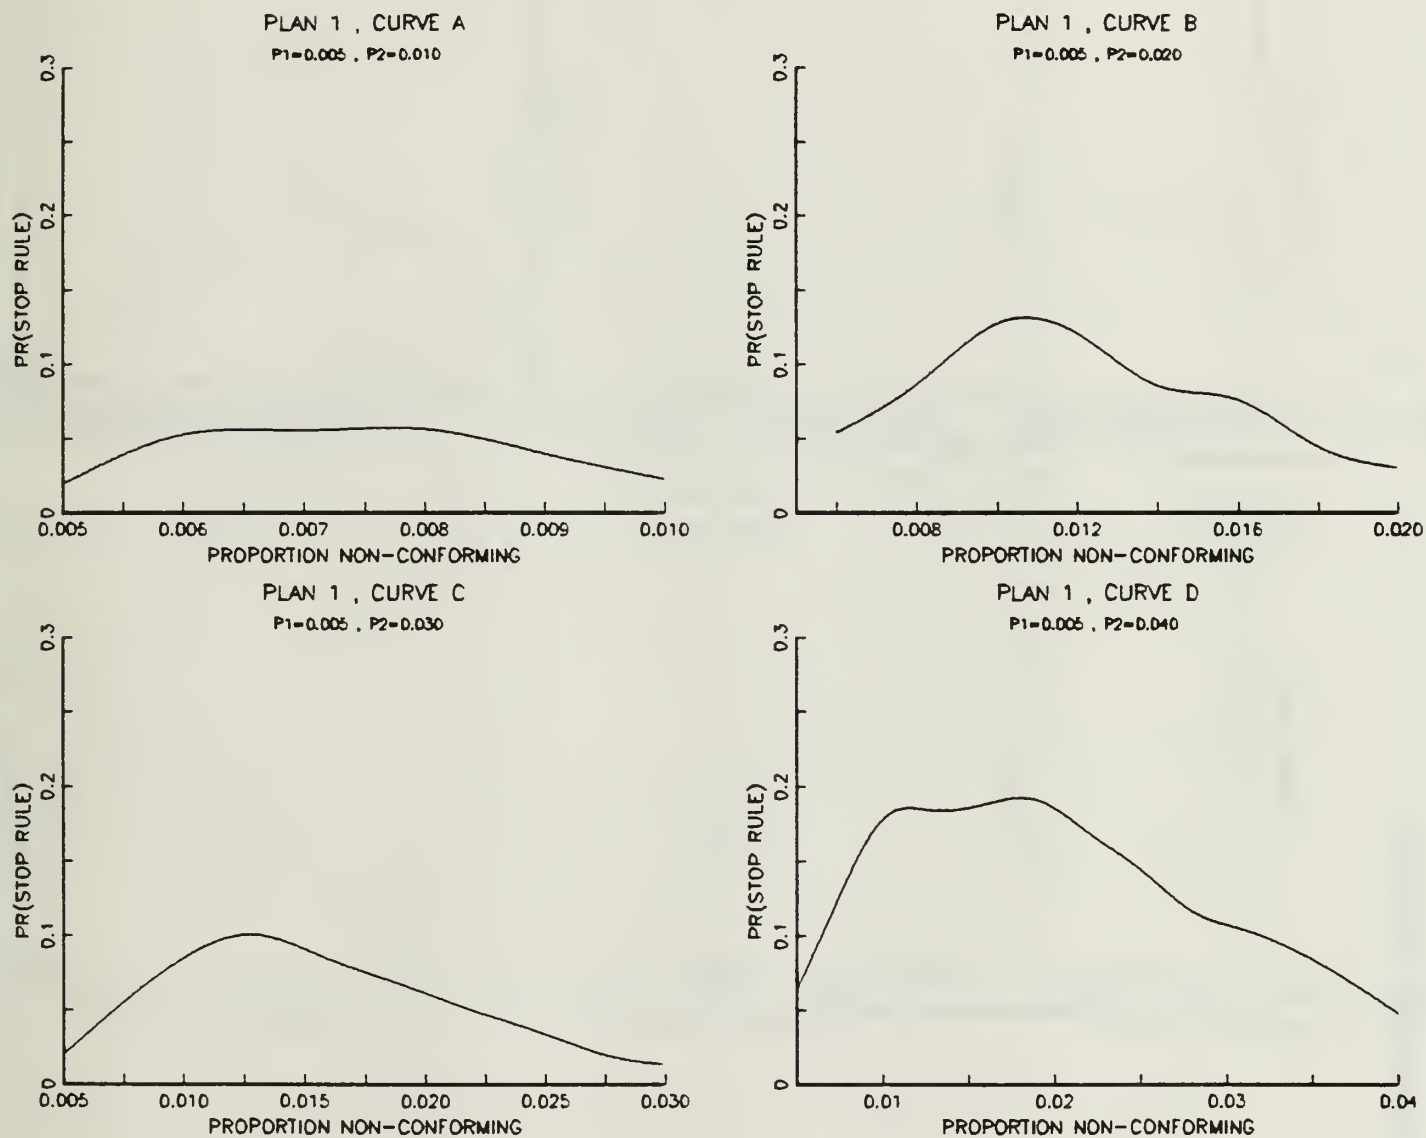 PLAN 1 , CURVE A
P1=0.005 , P2=0.010
0.3
0.2
0.1
0
PR(STOP RULE)
0.005 0.006 0.007 0.008 0.009 0.010
PROPORTION NON-CONFORMING
PLAN 1 , CURVE B
P1=0.005 , P2=0.020
0.3
0.2
0.1
0
PR(STOP RULE)
0.008 0.012 0.016 0.020
PROPORTION NON-CONFORMING
PLAN 1 , CURVE C
P1=0.005 , P2=0.030
0.3
0.2
0.1
0
PR(STOP RULE)
0.005 0.010 0.015 0.020 0.025 0.030
PROPORTION NON-CONFORMING
PLAN 1 , CURVE D
P1=0.005 , P2=0.040
0.3
0.2
0.1
0
PR(STOP RULE)
0.01 0.02 0.03 0.04
PROPORTION NON-CONFORMING